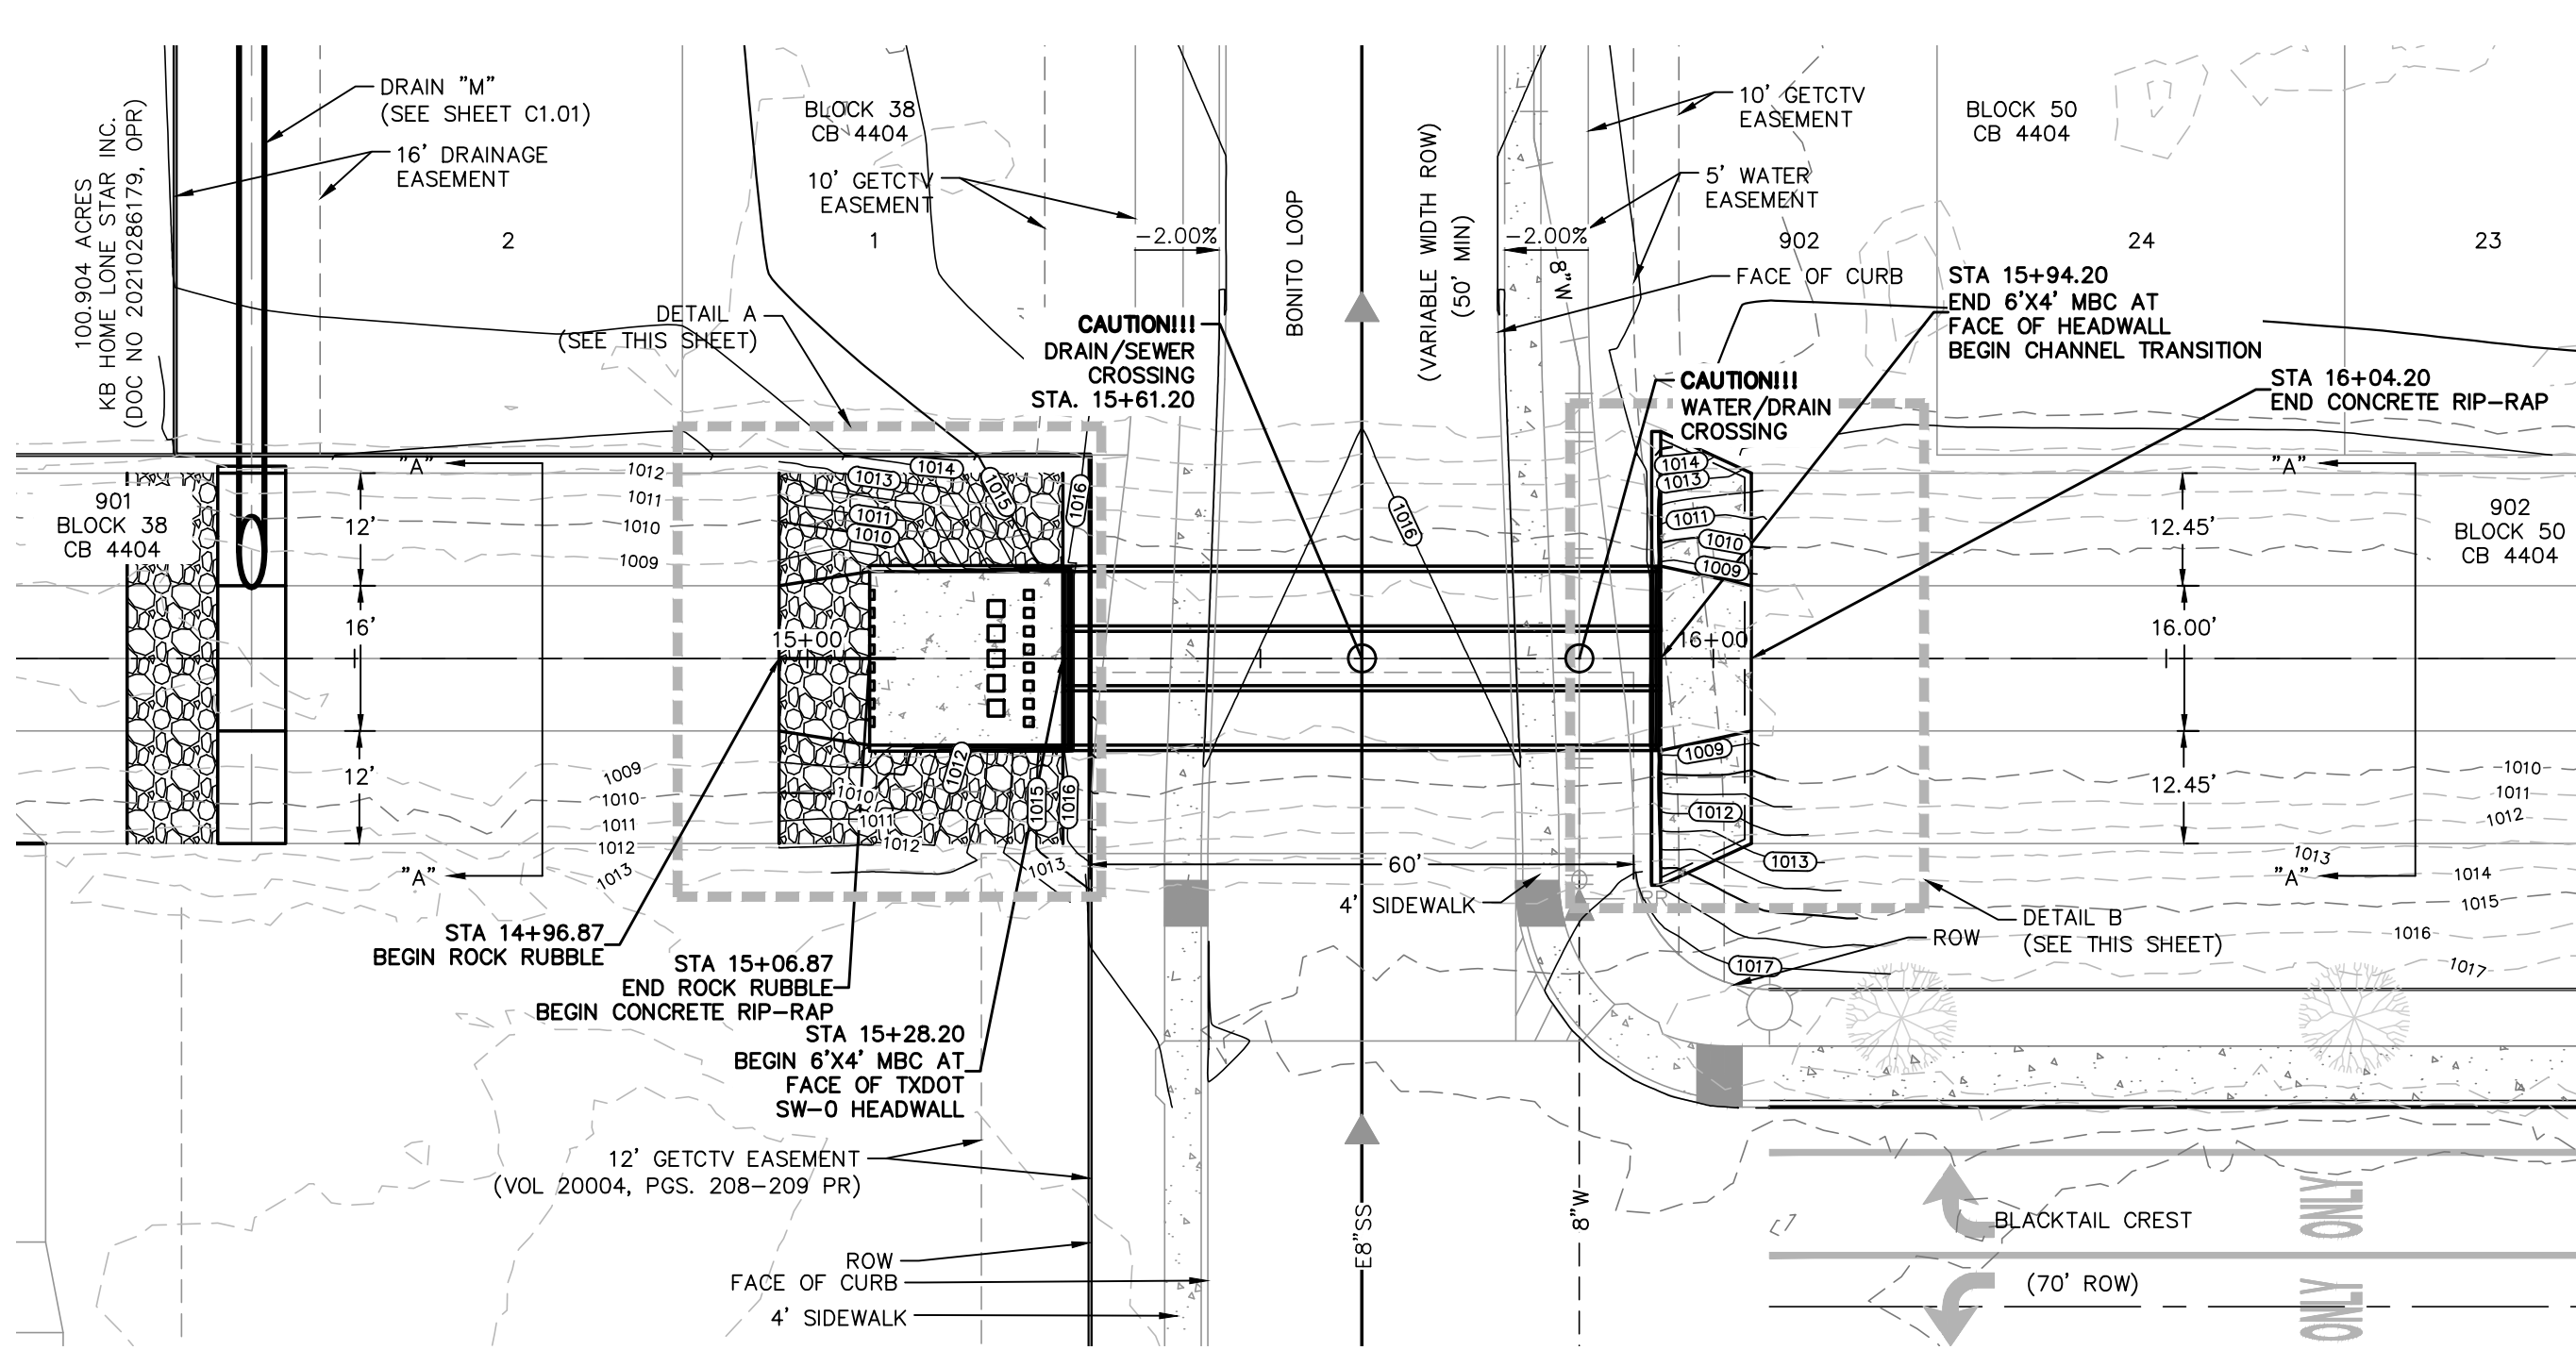 DRAIN "M"
(SEE SHEET C1.01)
16' DRAINAGE
EASEMENT
100.904 ACRES
KB HOME LONE STAR INC.
(DOC NO 20210286179, OPR)
2
BLOCK 38
CB 4404
10' GETCTV
EASEMENT
1
-2.00%
BONITO LOOP
(VARIABLE WIDTH ROW)
(50' MIN)
-2.00%
8"W
10' GETCTV
EASEMENT
5' WATER
EASEMENT
902
FACE OF CURB
BLOCK 50
CB 4404
24
23
DETAIL A
(SEE THIS SHEET)
CAUTION!!!
DRAIN/SEWER
CROSSING
STA. 15+61.20
STA 15+94.20
END 6'X4' MBC AT
FACE OF HEADWALL
BEGIN CHANNEL TRANSITION
CAUTION!!!
WATER/DRAIN
CROSSING
STA 16+04.20
END CONCRETE RIP-RAP
901
BLOCK 38
CB 4404
12'
16'
12'
"A"
"A"
1012
1011
1010
1009
1013
1014
1015
1016
1011
1010
15+00
1016
1014
1013
1011
1010
1009
16+00
1009
1012
1013
"A"
"A"
12.45'
16.00'
12.45'
902
BLOCK 50
CB 4404
1009
1010
1011
1012
1013
1012
1010
1011
1012
1015
1016
1013
60'
4' SIDEWALK
RR
1010
1011
1012
1013
1014
1015
1016
1017
1017
ROW
DETAIL B
(SEE THIS SHEET)
STA 14+96.87
BEGIN ROCK RUBBLE
STA 15+06.87
END ROCK RUBBLE
BEGIN CONCRETE RIP-RAP
STA 15+28.20
BEGIN 6'X4' MBC AT
FACE OF TXDOT
SW-0 HEADWALL
12' GETCTV EASEMENT
(VOL 20004, PGS. 208-209 PR)
ROW
FACE OF CURB
4' SIDEWALK
E8"SS
8"W
BLACKTAIL CREST
(70' ROW)
ONLY
ONLY